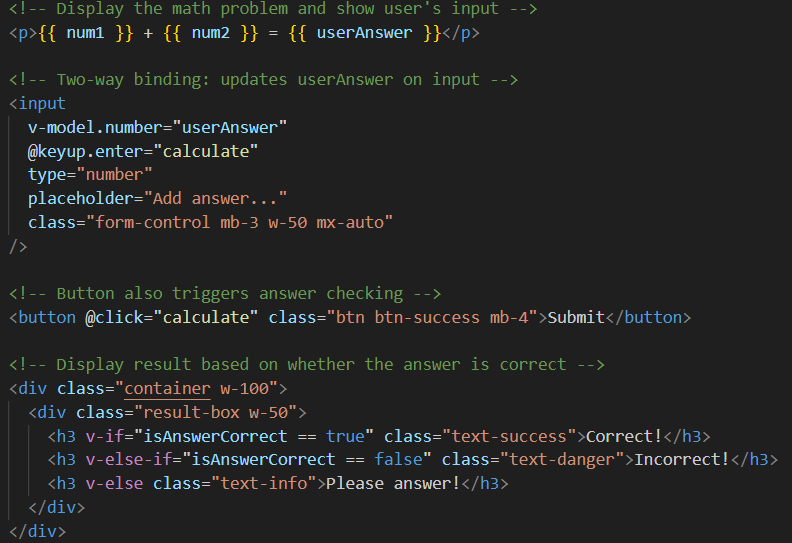 <!-- Display the math problem and show user's input -->
<p>{{ num1 }} + {{ num2 }} = {{ userAnswer }}</p>
<!-- Two-way binding: updates userAnswer on input -->
<input
v-model.number="userAnswer"
@keyup.enter="calculate"
type="number"
placeholder="Add answer..."
class="form-control mb-3 w-50 mx-auto"
/>
<!-- Button also triggers answer checking -->
<button @click="calculate" class="btn btn-success mb-4">Submit</button>
<!-- Display result based on whether the answer is correct -->
<div class="container w-100">
<div class="result-box w-50">
<h3 v-if="isAnswerCorrect == true" class="text-success">Correct!</h3>
<h3 v-else-if="isAnswerCorrect == false" class="text-danger">Incorrect!</h3>
<h3 v-else class="text-info">Please answer!</h3>
</div>
</div>